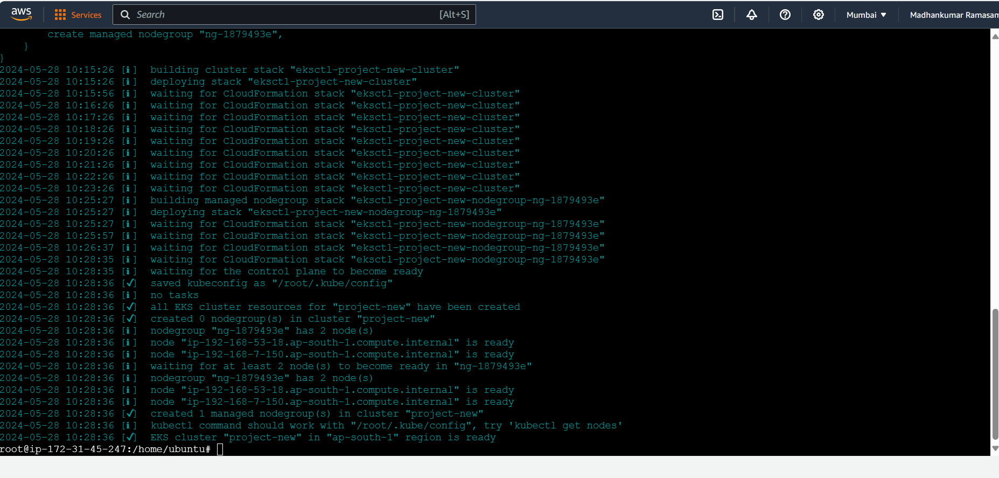 aws Services Search [Alt+S] Mumbai ▼ Madhankumar Ramasam
create managed nodegroup "ng-1879493e",
}
}
2024-05-28 10:15:26 [ℹ]  building cluster stack "eksctl-project-new-cluster"
2024-05-28 10:15:26 [ℹ]  deploying stack "eksctl-project-new-cluster"
2024-05-28 10:15:56 [ℹ]  waiting for CloudFormation stack "eksctl-project-new-cluster"
2024-05-28 10:16:26 [ℹ]  waiting for CloudFormation stack "eksctl-project-new-cluster"
2024-05-28 10:17:26 [ℹ]  waiting for CloudFormation stack "eksctl-project-new-cluster"
2024-05-28 10:18:26 [ℹ]  waiting for CloudFormation stack "eksctl-project-new-cluster"
2024-05-28 10:19:26 [ℹ]  waiting for CloudFormation stack "eksctl-project-new-cluster"
2024-05-28 10:20:26 [ℹ]  waiting for CloudFormation stack "eksctl-project-new-cluster"
2024-05-28 10:21:26 [ℹ]  waiting for CloudFormation stack "eksctl-project-new-cluster"
2024-05-28 10:22:26 [ℹ]  waiting for CloudFormation stack "eksctl-project-new-cluster"
2024-05-28 10:23:26 [ℹ]  waiting for CloudFormation stack "eksctl-project-new-cluster"
2024-05-28 10:25:27 [ℹ]  building managed nodegroup stack "eksctl-project-new-nodegroup-ng-1879493e"
2024-05-28 10:25:27 [ℹ]  deploying stack "eksctl-project-new-nodegroup-ng-1879493e"
2024-05-28 10:25:27 [ℹ]  waiting for CloudFormation stack "eksctl-project-new-nodegroup-ng-1879493e"
2024-05-28 10:25:57 [ℹ]  waiting for CloudFormation stack "eksctl-project-new-nodegroup-ng-1879493e"
2024-05-28 10:26:37 [ℹ]  waiting for CloudFormation stack "eksctl-project-new-nodegroup-ng-1879493e"
2024-05-28 10:28:35 [ℹ]  waiting for CloudFormation stack "eksctl-project-new-nodegroup-ng-1879493e"
2024-05-28 10:28:35 [ℹ]  waiting for the control plane to become ready
2024-05-28 10:28:36 [✔]  saved kubeconfig as "/root/.kube/config"
2024-05-28 10:28:36 [ℹ]  no tasks
2024-05-28 10:28:36 [✔]  all EKS cluster resources for "project-new" have been created
2024-05-28 10:28:36 [✔]  created 0 nodegroup(s) in cluster "project-new"
2024-05-28 10:28:36 [ℹ]  nodegroup "ng-1879493e" has 2 node(s)
2024-05-28 10:28:36 [ℹ]  node "ip-192-168-53-18.ap-south-1.compute.internal" is ready
2024-05-28 10:28:36 [ℹ]  node "ip-192-168-7-150.ap-south-1.compute.internal" is ready
2024-05-28 10:28:36 [ℹ]  waiting for at least 2 node(s) to become ready in "ng-1879493e"
2024-05-28 10:28:36 [ℹ]  nodegroup "ng-1879493e" has 2 node(s)
2024-05-28 10:28:36 [ℹ]  node "ip-192-168-53-18.ap-south-1.compute.internal" is ready
2024-05-28 10:28:36 [ℹ]  node "ip-192-168-7-150.ap-south-1.compute.internal" is ready
2024-05-28 10:28:36 [✔]  created 1 managed nodegroup(s) in cluster "project-new"
2024-05-28 10:28:36 [ℹ]  kubectl command should work with "/root/.kube/config", try 'kubectl get nodes'
2024-05-28 10:28:36 [✔]  EKS cluster "project-new" in "ap-south-1" region is ready
root@ip-172-31-45-247:/home/ubuntu#